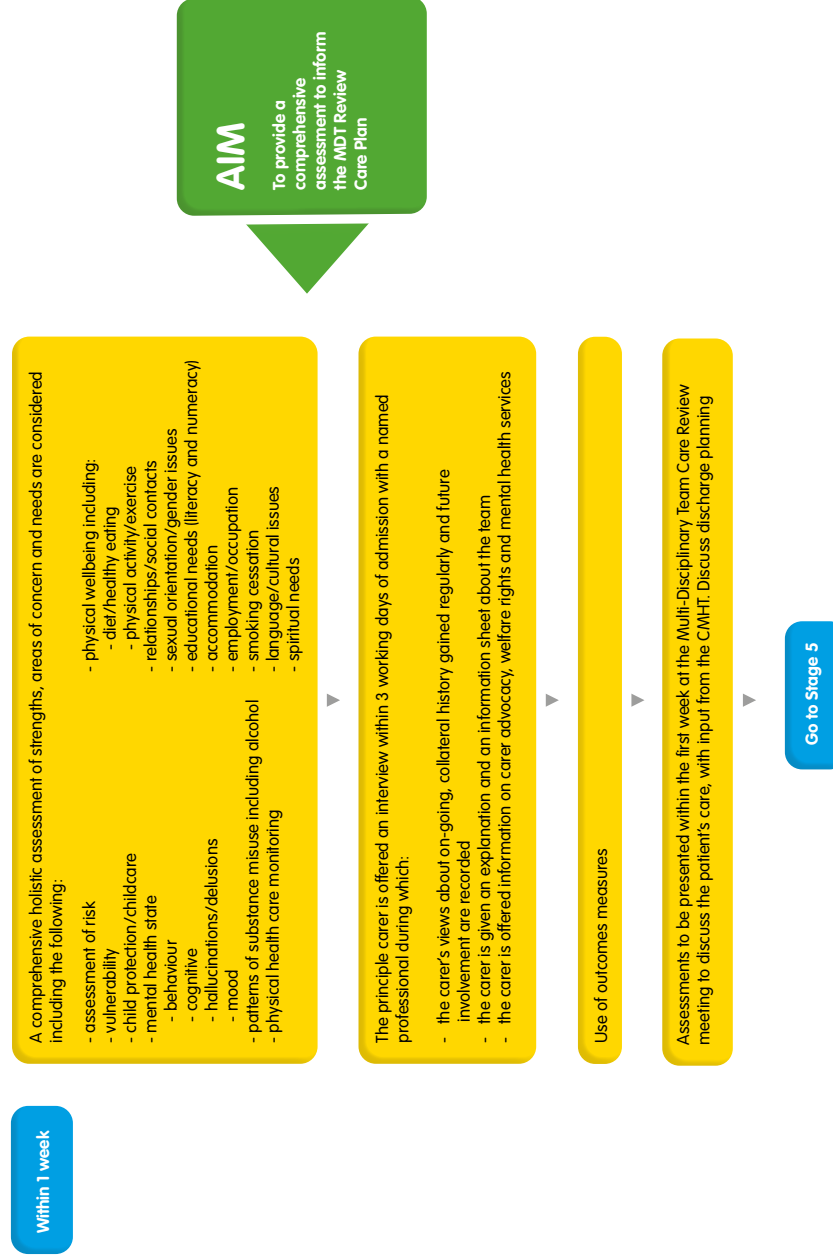 Within 1 week
A comprehensive holistic assessment of strengths, areas of concern and needs are considered
including the following:
- assessment of risk
- vulnerability
- child protection/childcare
- mental health state
- behaviour
- cognitive
- hallucinations/delusions
- mood
- patterns of substance misuse including alcohol
- physical health care monitoring
- physical wellbeing including:
- diet/healthy eating
- physical activity/exercise
- relationships/social contacts
- sexual orientation/gender issues
- educational needs (literacy and numeracy)
- accommodation
- employment/occupation
- smoking cessation
- language/cultural issues
- spiritual needs
The principle carer is offered an interview within 3 working days of admission with a named
professional during which:
- the carer's views about on-going, collateral history gained regularly and future
involvement are recorded
- the carer is given an explanation and an information sheet about the team
- the carer is offered information on carer advocacy, welfare rights and mental health services
Use of outcomes measures
Assessments to be presented within the first week at the Multi-Disciplinary Team Care Review
meeting to discuss the patient's care, with input from the CMHT. Discuss discharge planning
Go to Stage 5
AIM
To provide a
comprehensive
assessment to inform
the MDT Review
Care Plan